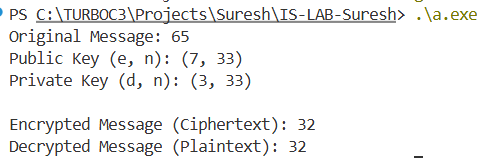 PS C:\TURBOC3\Projects\Suresh\IS-LAB-Suresh> .\a.exe
Original Message: 65
Public Key (e, n): (7, 33)
Private Key (d, n): (3, 33)
Encrypted Message (Ciphertext): 32
Decrypted Message (Plaintext): 32